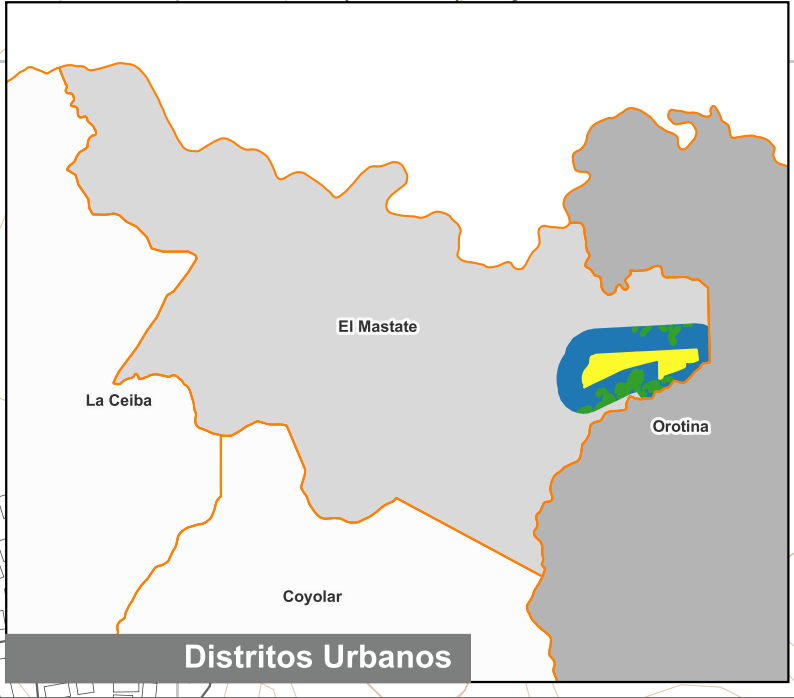 El Mastate
La Ceiba
Orotina
Coyolar
Distritos Urbanos